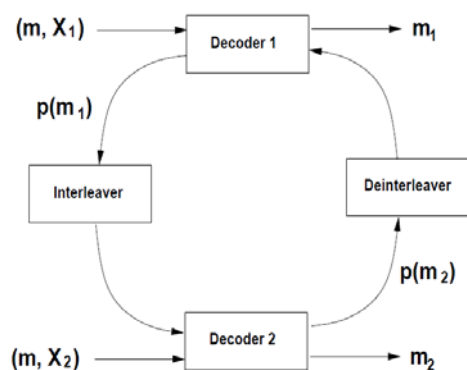 (m, X₁)
Decoder 1
m₁
p(m₁)
Interleaver
Deinterleaver
p(m₂)
(m, X₂)
Decoder 2
m₂